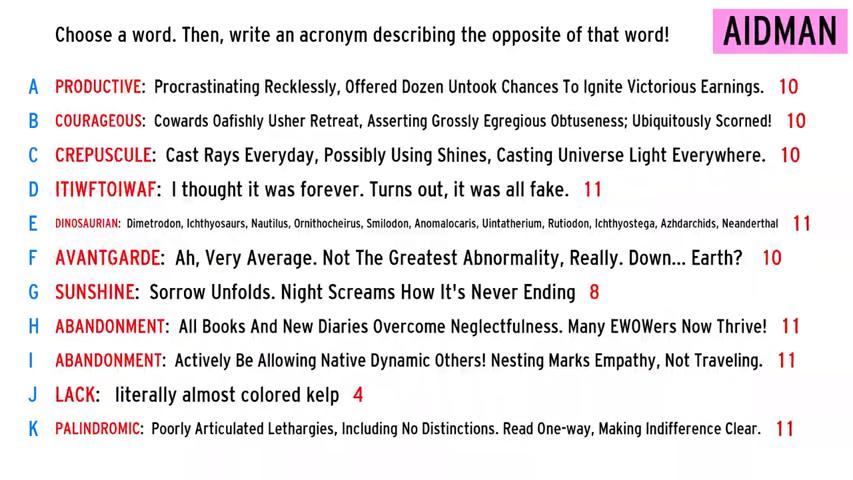 Choose a word. Then, write an acronym describing the opposite of that word!
AIDMAN
A PRODUCTIVE: Procrastinating Recklessly, Offered Dozen Untook Chances To Ignite Victorious Earnings. 10
B COURAGEOUS: Cowards Oafishly Usher Retreat, Asserting Grossly Egregious Obtuseness; Ubiquitously Scorned! 10
C CREPUSCULE: Cast Rays Everyday, Possibly Using Shines, Casting Universe Light Everywhere. 10
D ITIWFTOIWAF: I thought it was forever. Turns out, it was all fake. 11
E DINOSAURIAN: Dimetrodon, Ichthyosaurs, Nautilus, Ornithocheirus, Smilodon, Anomalocaris, Uintatherium, Rutiodon, Ichthyostega, Azhdarchids, Neanderthal 11
F AVANTGARDE: Ah, Very Average. Not The Greatest Abnormality, Really. Down... Earth? 10
G SUNSHINE: Sorrow Unfolds. Night Screams How It's Never Ending 8
H ABANDONMENT: All Books And New Diaries Overcome Neglectfulness. Many EWOWers Now Thrive! 11
I ABANDONMENT: Actively Be Allowing Native Dynamic Others! Nesting Marks Empathy, Not Traveling. 11
J LACK: literally almost colored kelp 4
K PALINDROMIC: Poorly Articulated Lethargies, Including No Distinctions. Read One-way, Making Indifference Clear. 11